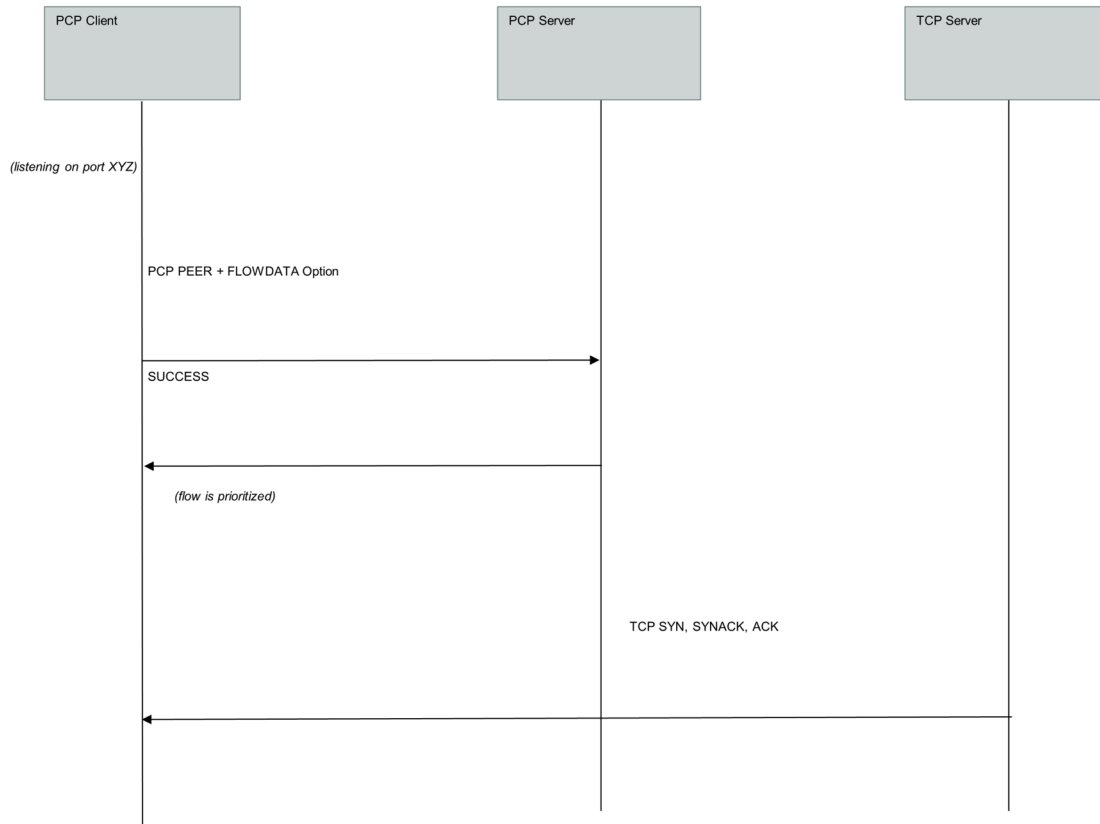 PCP Client
PCP Server
TCP Server
(listening on port XYZ)
PCP PEER + FLOWDATA Option
SUCCESS
(flow is prioritized)
TCP SYN, SYNACK, ACK